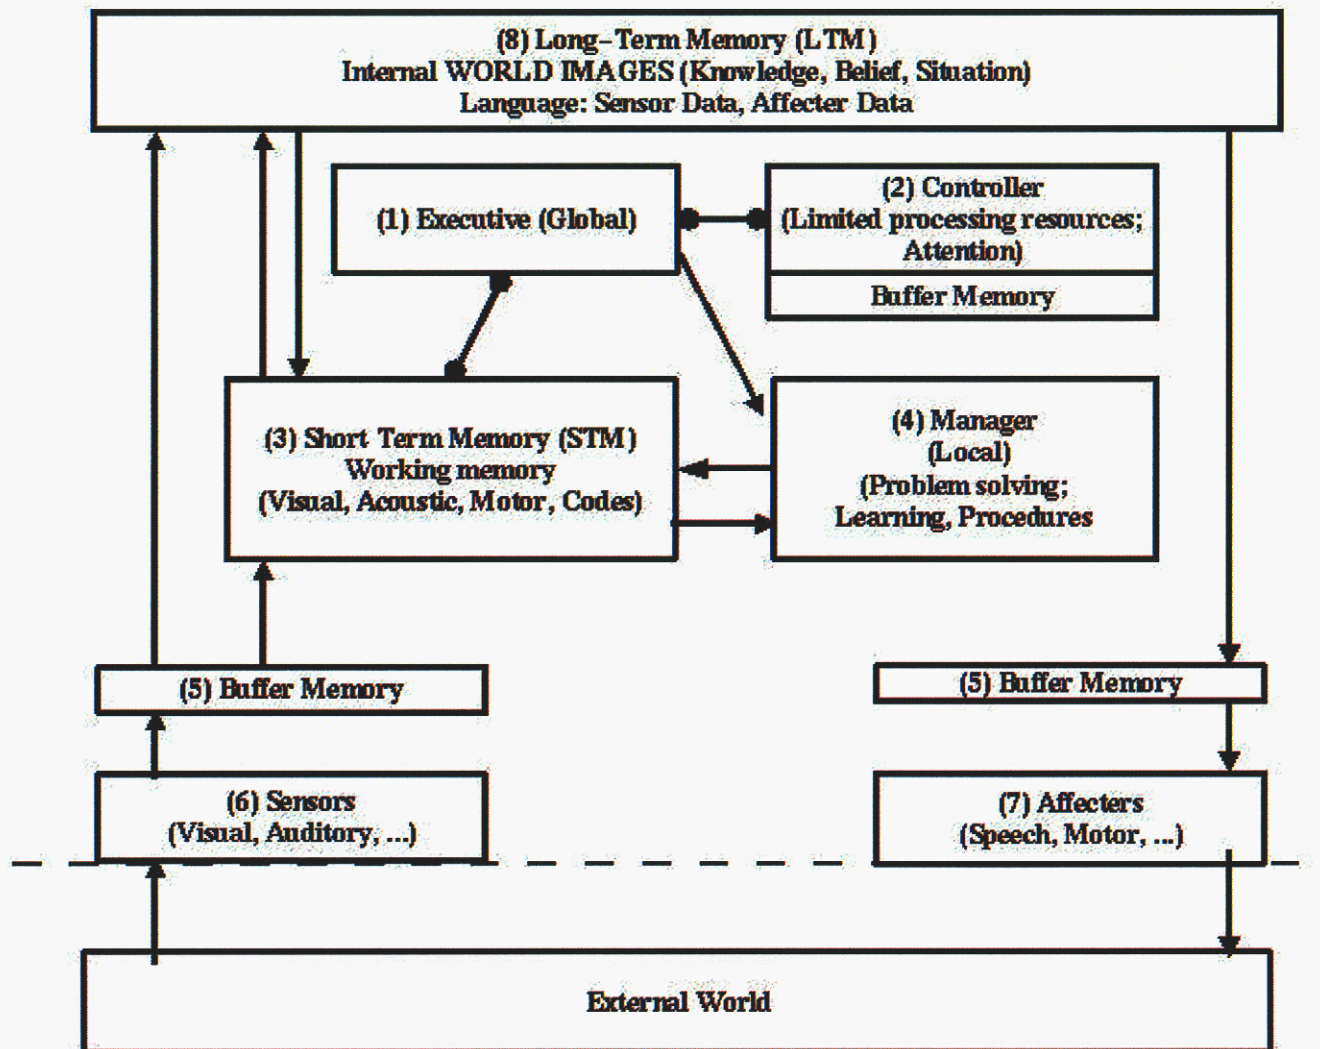 (8) Long-Term Memory (LTM)
Internal WORLD IMAGES (Knowledge, Belief, Situation)
Language: Sensor Data, Affecter Data
(1) Executive (Global)
(2) Controller
(Limited processing resources;
Attention)
Buffer Memory
(3) Short Term Memory (STM)
Working memory
(Visual, Acoustic, Motor, Codes)
(4) Manager
(Local)
(Problem solving;
Learning, Procedures
(5) Buffer Memory
(5) Buffer Memory
(6) Sensors
(Visual, Auditory, ...)
(7) Affecters
(Speech, Motor, ...)
External World